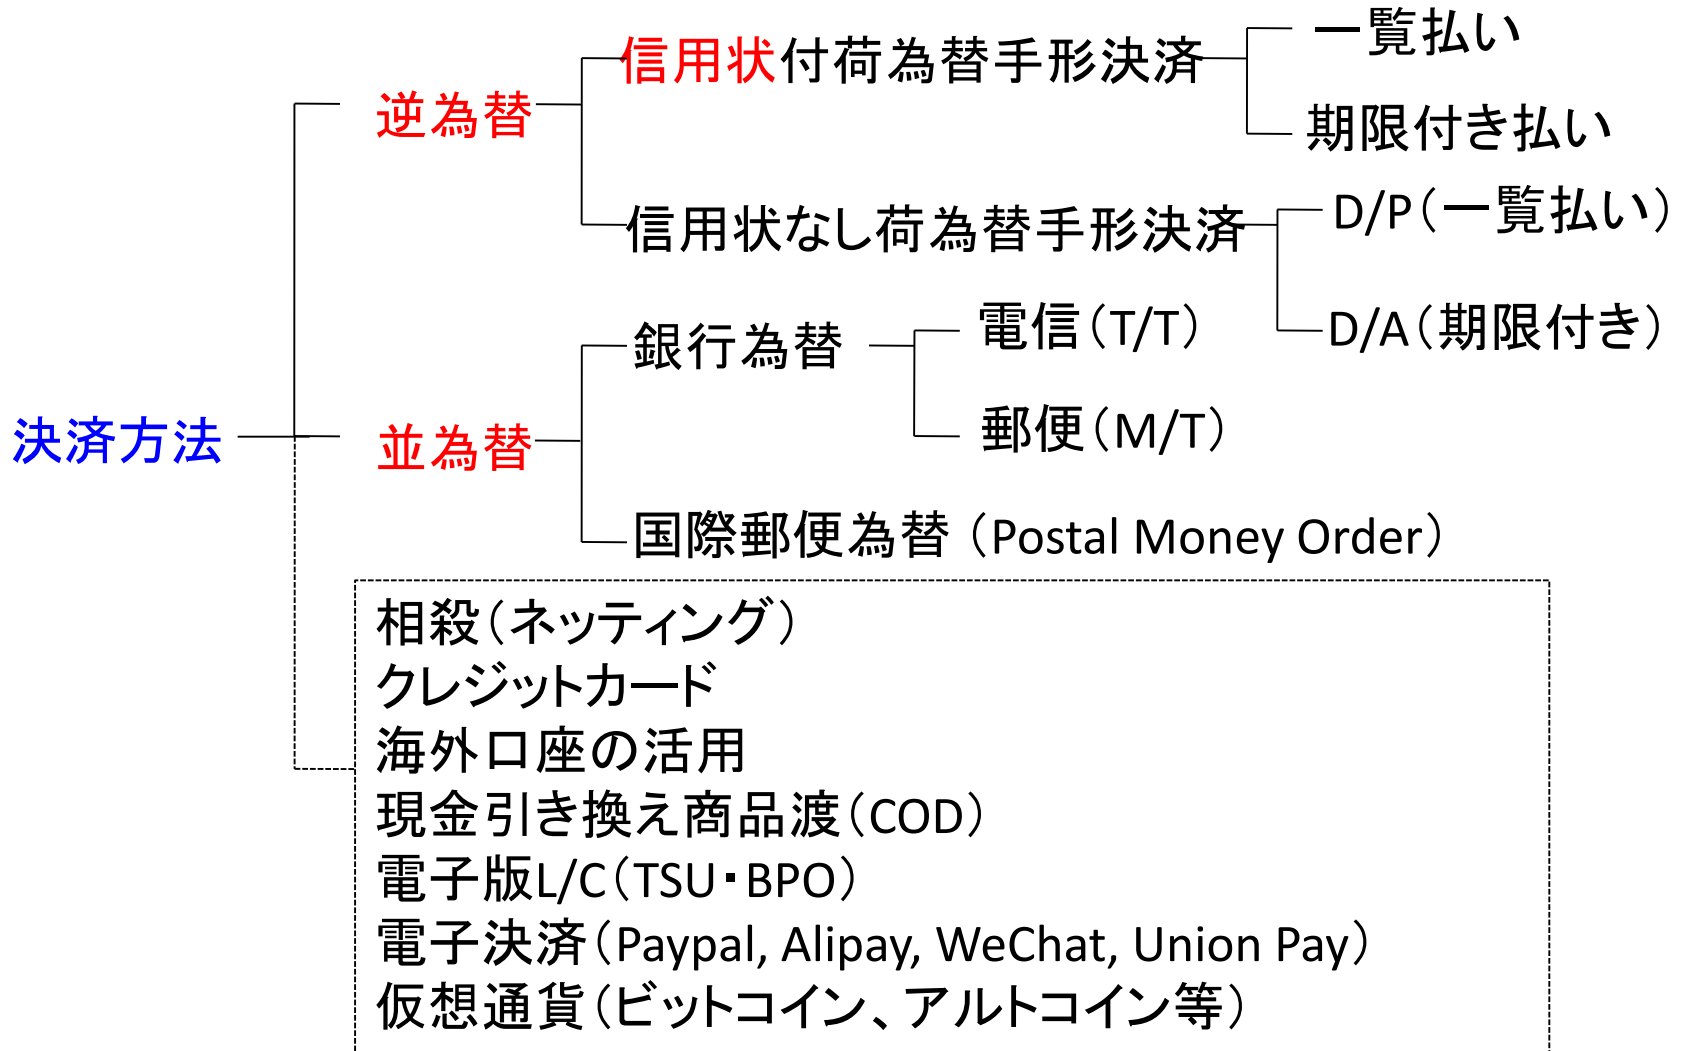 一覧払い
信用状付荷為替手形決済
逆為替
期限付き払い
信用状なし荷為替手形決済
D/P（一覧払い）
電信（T/T）
D/A（期限付き）
銀行為替
決済方法
並為替
郵便（M/T）
国際郵便為替（Postal Money Order）
相殺（ネッティング）
クレジットカード
海外口座の活用
現金引き換え商品渡（COD）
電子版L/C（TSU・BPO）
電子決済（Paypal, Alipay, WeChat, Union Pay）
仮想通貨（ビットコイン、アルトコイン等）